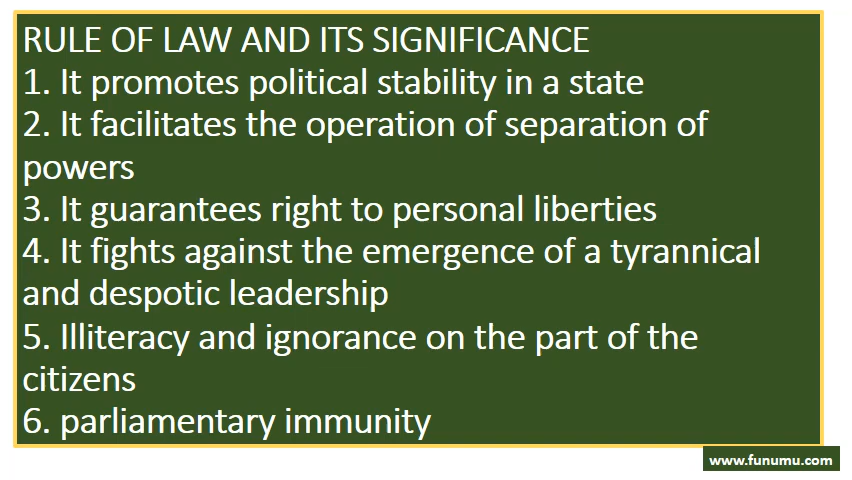 RULE OF LAW AND ITS SIGNIFICANCE
1. It promotes political stability in a state
2. It facilitates the operation of separation of
powers
3. It guarantees right to personal liberties
4. It fights against the emergence of a tyrannical
and despotic leadership
5. Illiteracy and ignorance on the part of the
citizens
6. parliamentary immunity
www.funumu.com